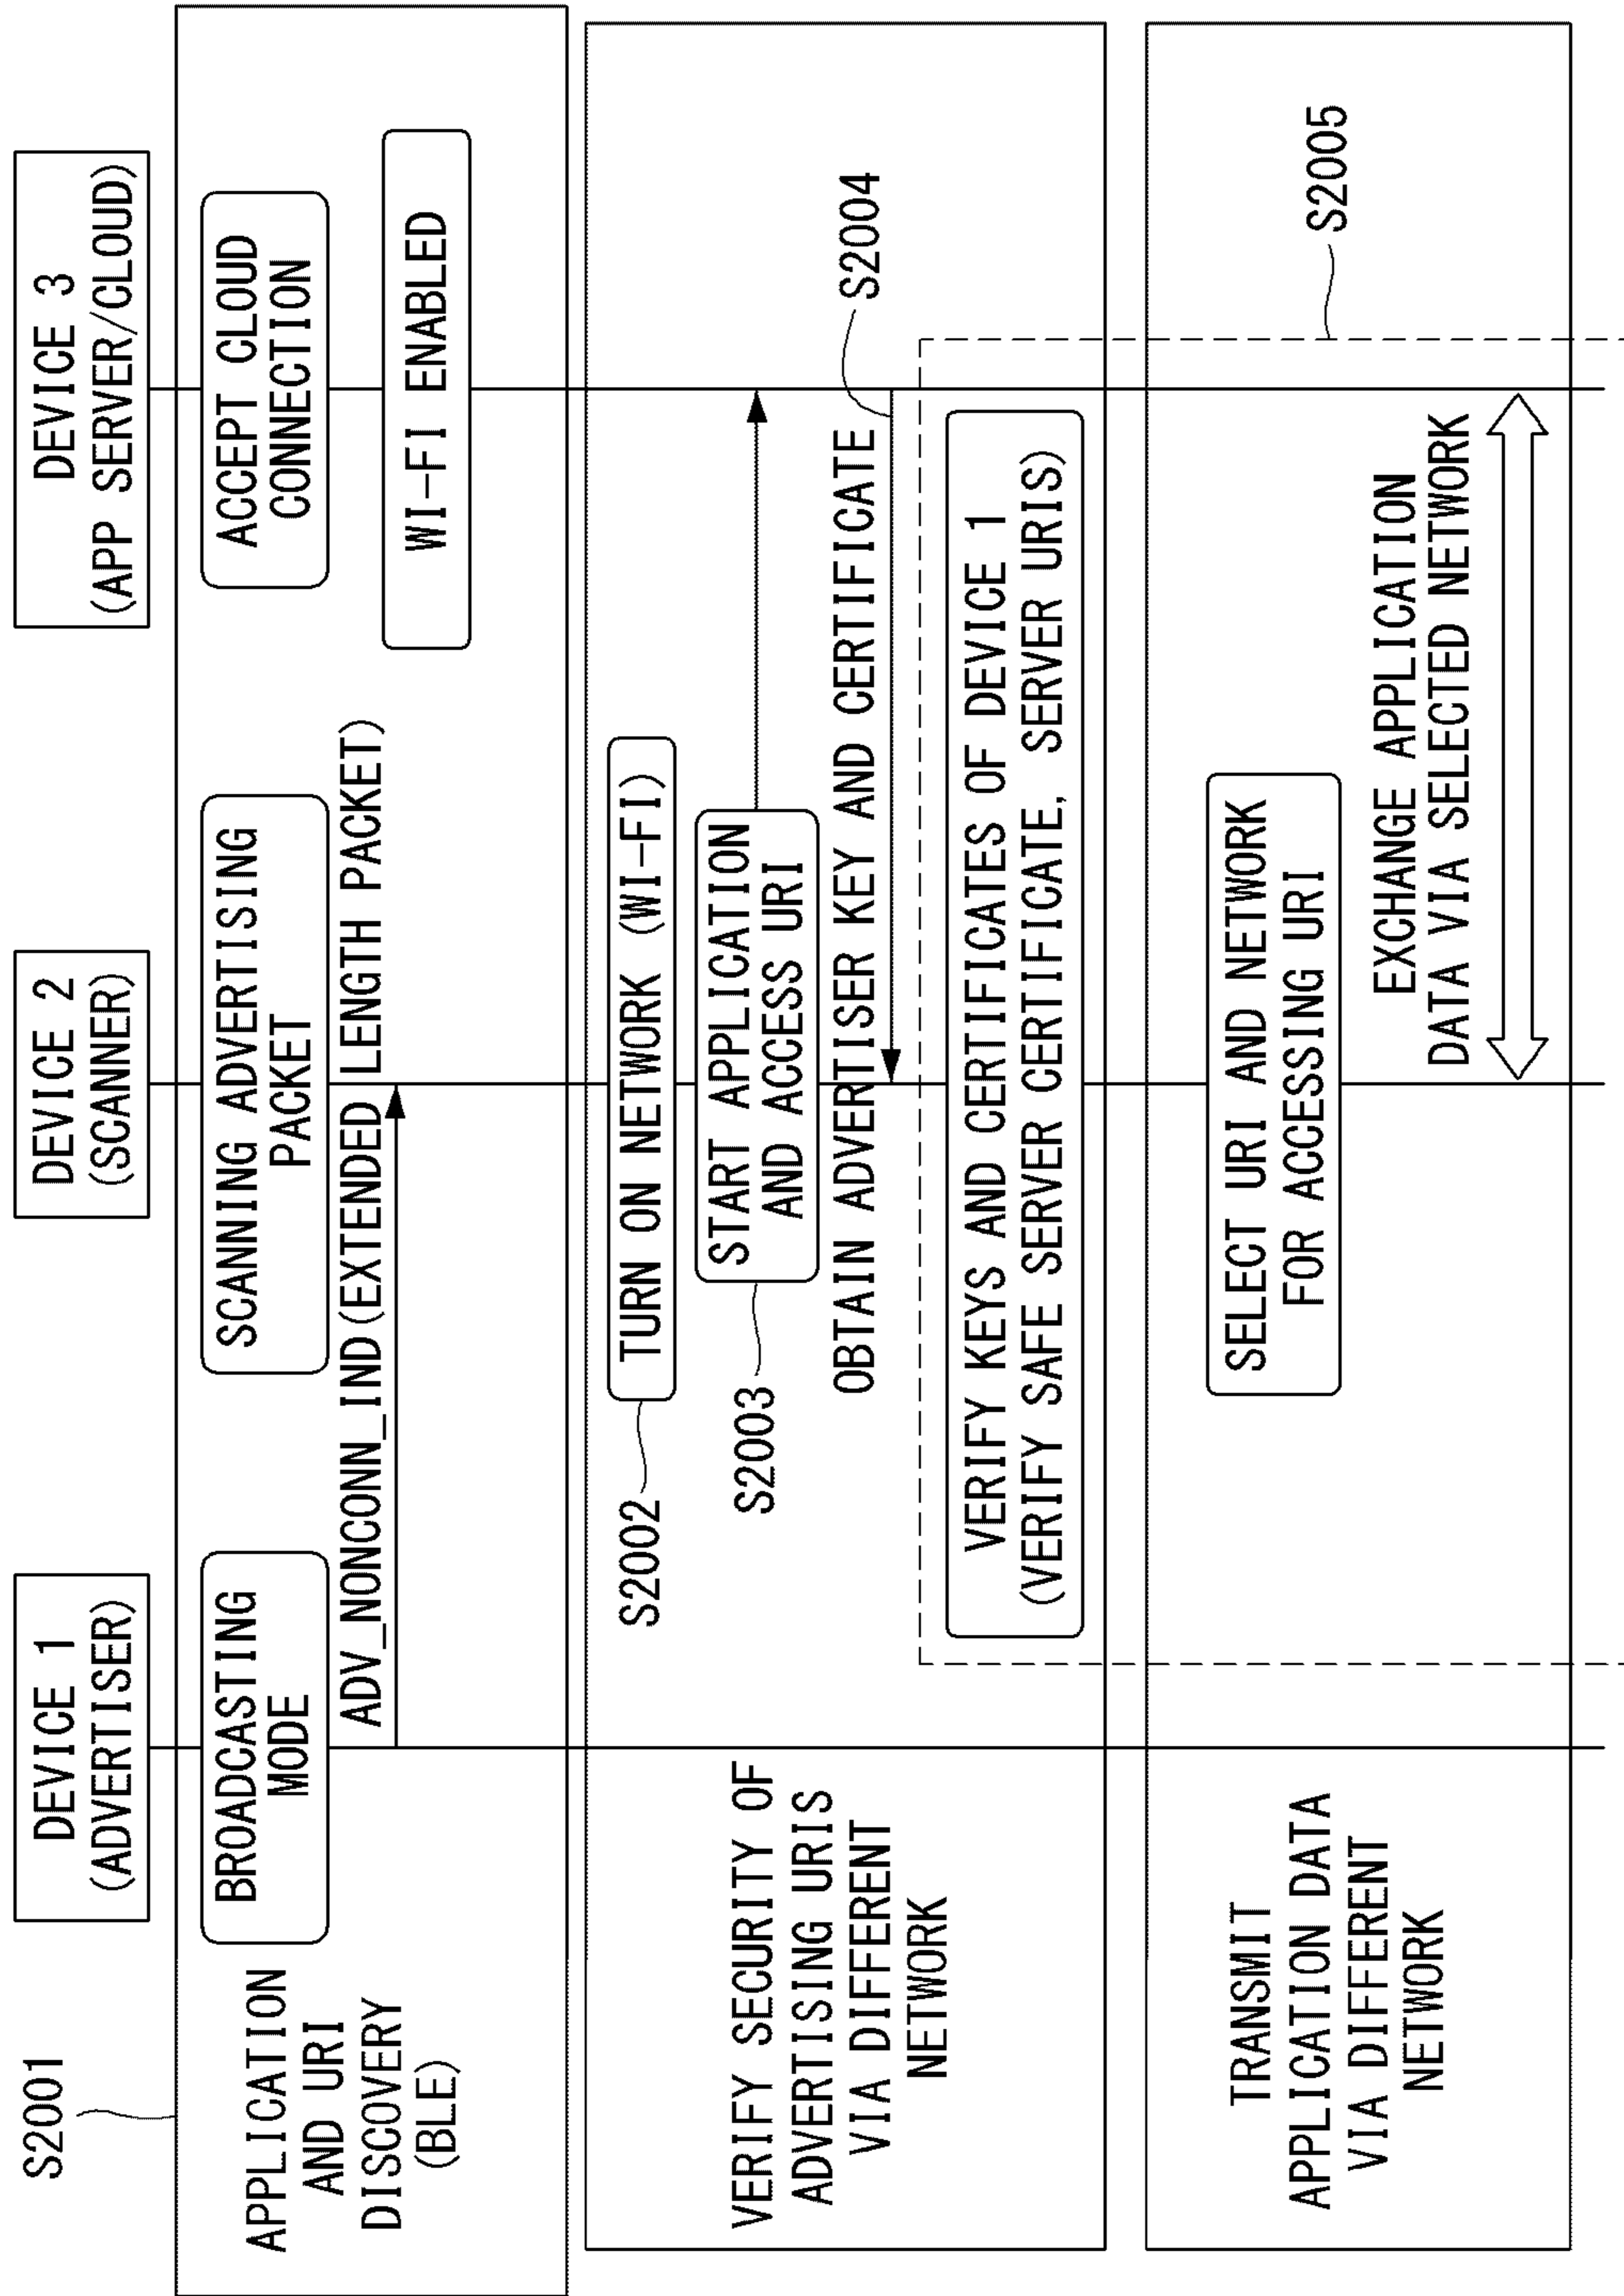 S2001
DEVICE 1
(ADVERTISER)
DEVICE 2
(SCANNER)
DEVICE 3
(APP SERVER/CLOUD)
APPLICATION
AND URI
DISCOVERY
(BLE)
BROADCASTING
MODE
SCANNING ADVERTISING
PACKET
ACCEPT CLOUD
CONNECTION
ADV_NONCONN_IND (EXTENDED LENGTH PACKET)
WI-FI ENABLED
VERIFY SECURITY OF
ADVERTISING URIS
VIA DIFFERENT
NETWORK
S2002
TURN ON NETWORK (WI-FI)
S2003
START APPLICATION
AND ACCESS URI
OBTAIN ADVERTISER KEY AND CERTIFICATE
S2004
VERIFY KEYS AND CERTIFICATES OF DEVICE 1
(VERIFY SAFE SERVER CERTIFICATE, SERVER URIS)
TRANSMIT
APPLICATION DATA
VIA DIFFERENT
NETWORK
SELECT URI AND NETWORK
FOR ACCESSING URI
S2005
EXCHANGE APPLICATION
DATA VIA SELECTED NETWORK